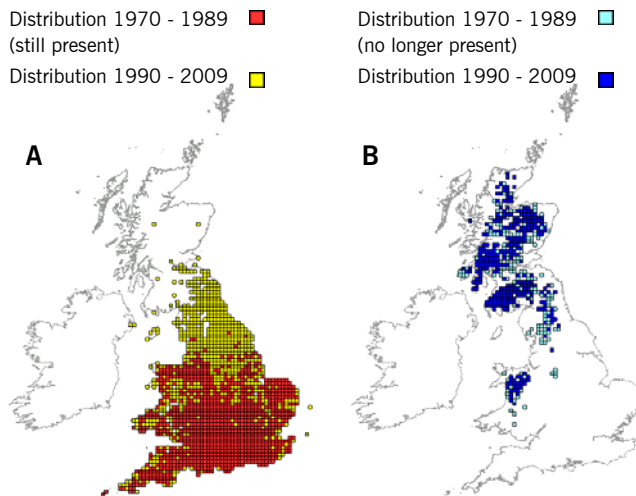 Distribution 1970 - 1989
(still present)
Distribution 1990 - 2009
A
Distribution 1970 - 1989
(no longer present)
Distribution 1990 - 2009
B